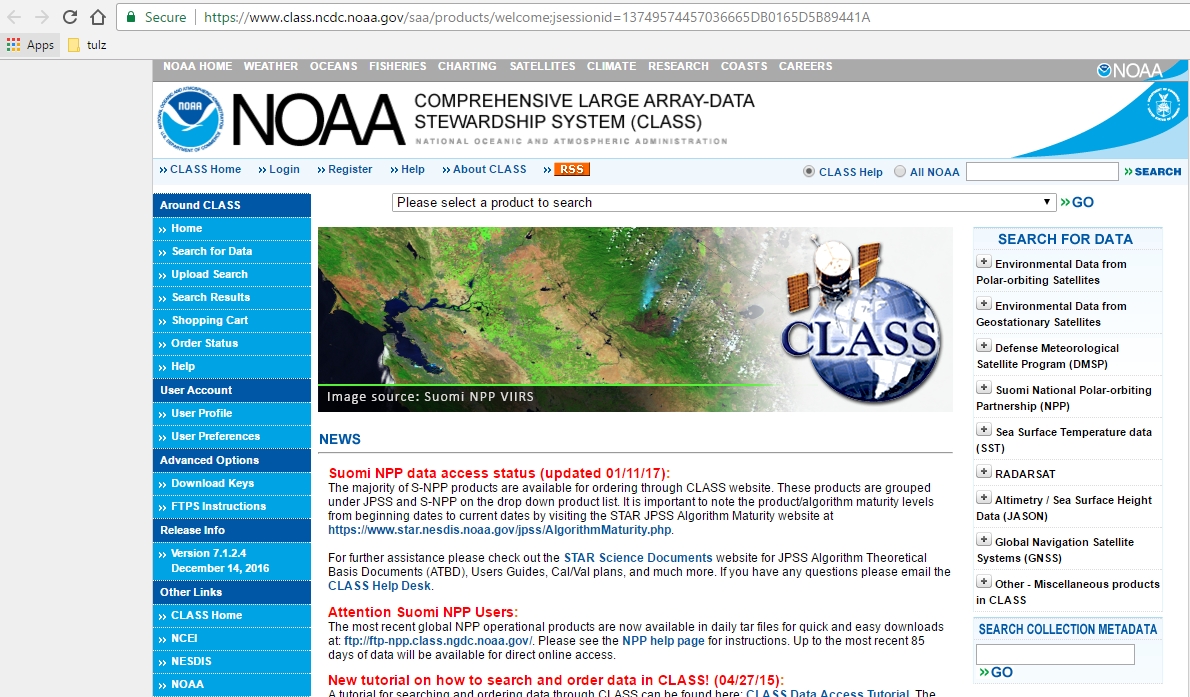 Secure
https://www.class.ncdc.noaa.gov/saa/products/welcome;jsessionid=13749574457036665DB0165D5B89441A
Apps
tulz
NOAA HOME WEATHER OCEANS FISHERIES CHARTING SATELLITES CLIMATE RESEARCH COASTS CAREERS
NOAA
NOAA
NOAA
COMPREHENSIVE LARGE ARRAY-DATA
STEWARDSHIP SYSTEM (CLASS)
NATIONAL OCEANIC AND ATMOSPHERIC ADMINISTRATION
›› CLASS Home ›› Login ›› Register ›› Help ›› About CLASS ›› RSS
CLASS Help All NOAA ›› SEARCH
Please select a product to search
›› GO
Around CLASS
›› Home
›› Search for Data
›› Upload Search
›› Search Results
›› Shopping Cart
›› Order Status
›› Help
User Account
›› User Profile
›› User Preferences
Advanced Options
›› Download Keys
›› FTPS Instructions
Release Info
›› Version 7.1.2.4
December 14, 2016
Other Links
›› CLASS Home
›› NCEI
›› NESDIS
›› NOAA
CLASS
Image source: Suomi NPP VIIRS
NEWS
Suomi NPP data access status (updated 01/11/17):
The majority of S-NPP products are available for ordering through CLASS website. These products are grouped
under JPSS and S-NPP on the drop down product list. It is important to note the product/algorithm maturity levels
from beginning dates to current dates by visiting the STAR JPSS Algorithm Maturity website at
https://www.star.nesdis.noaa.gov/jpss/AlgorithmMaturity.php.
For further assistance please check out the STAR Science Documents website for JPSS Algorithm Theoretical
Basis Documents (ATBD), Users Guides, Cal/Val plans, and much more. If you have any questions please email the
CLASS Help Desk.
Attention Suomi NPP Users:
The most recent global NPP operational products are now available in daily tar files for quick and easy downloads
at: ftp://ftp-npp.class.ngdc.noaa.gov/. Please see the NPP help page for instructions. Up to the most recent 85
days of data will be available for direct online access.
New tutorial on how to search and order data in CLASS! (04/27/15):
A tutorial for searching and ordering data through CLASS can be found here: CLASS Data Access Tutorial. The
SEARCH FOR DATA
+ Environmental Data from
Polar-orbiting Satellites
+ Environmental Data from
Geostationary Satellites
+ Defense Meteorological
Satellite Program (DMSP)
+ Suomi National Polar-orbiting
Partnership (NPP)
+ Sea Surface Temperature data
(SST)
+ RADARSAT
+ Altimetry / Sea Surface Height
Data (JASON)
+ Global Navigation Satellite
Systems (GNSS)
+ Other - Miscellaneous products
in CLASS
SEARCH COLLECTION METADATA
›› GO